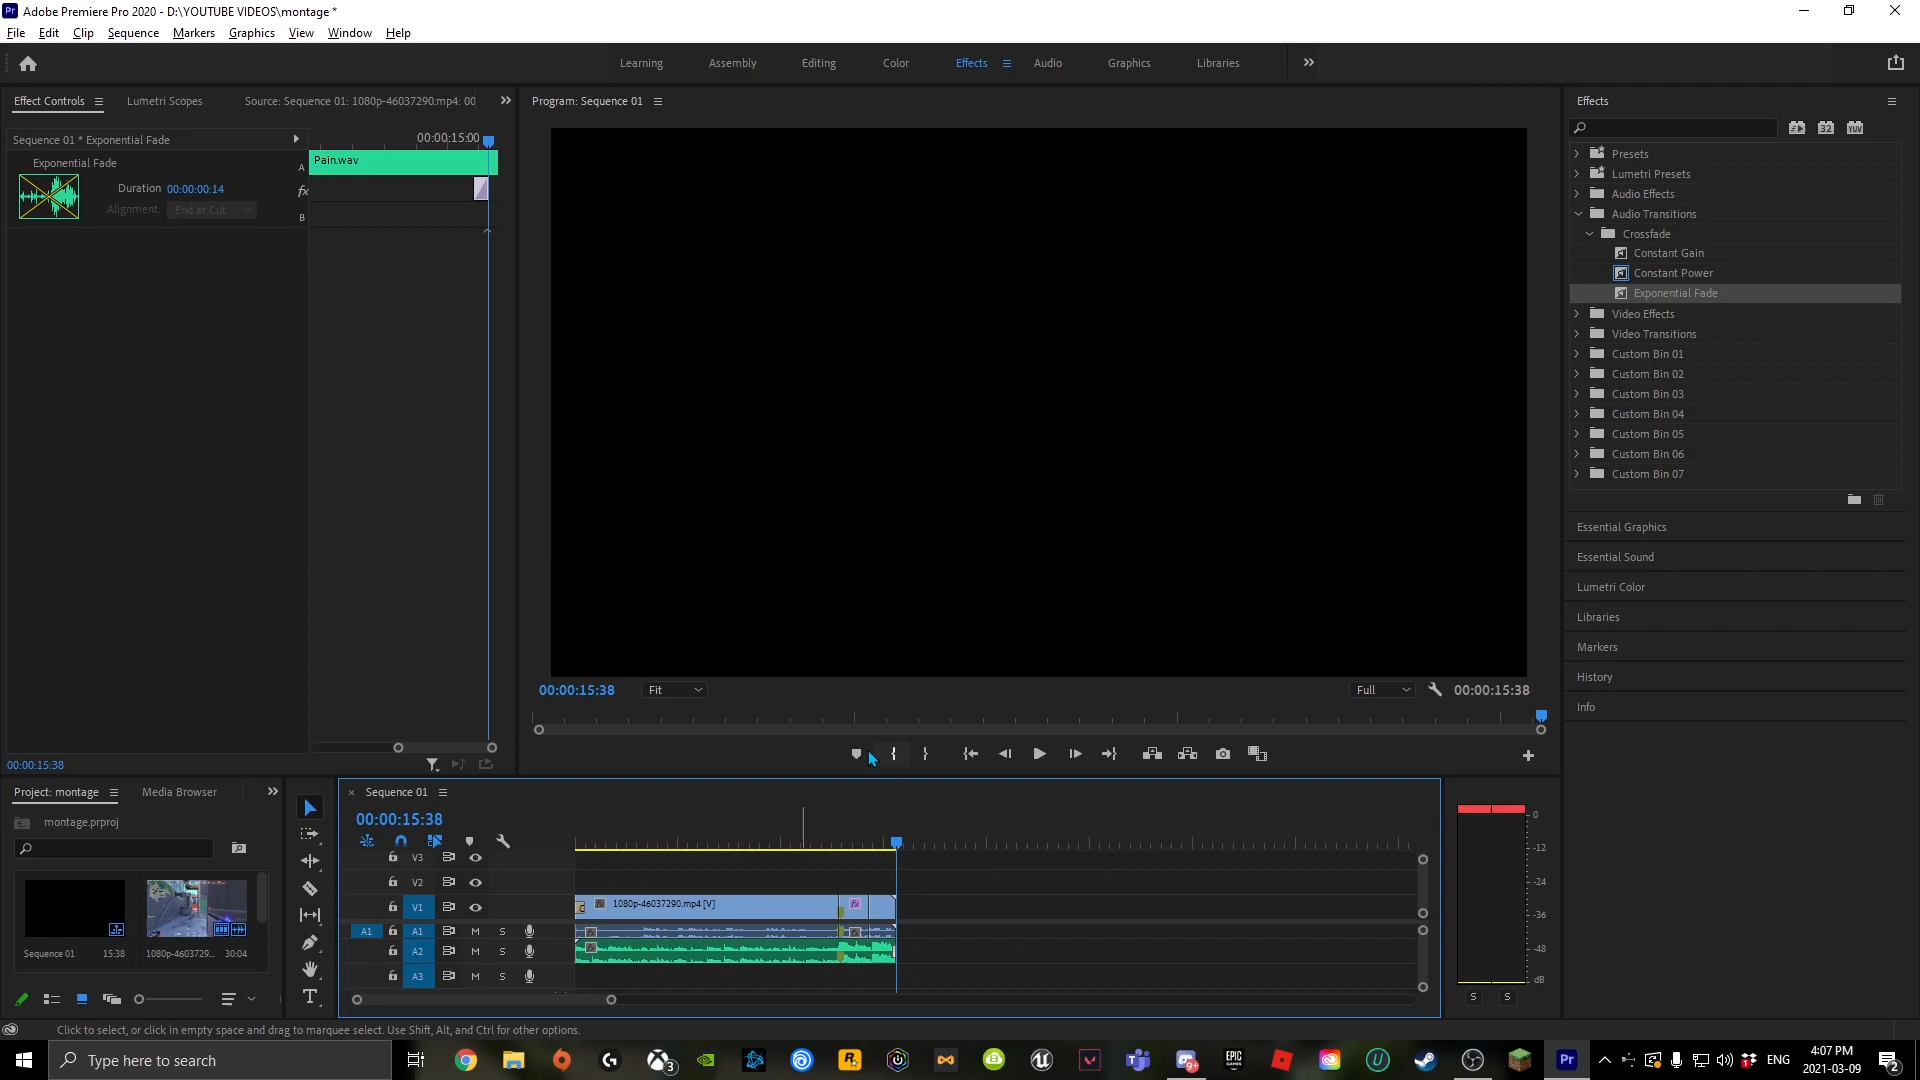 Adobe Premiere Pro 2020 - D:\YOUTUBE VIDEOS\montage *
File Edit Clip Sequence Markers Graphics View Window Help
Learning Assembly Editing Color Effects Audio Graphics Libraries
Effect Controls Lumetri Scopes Source: Sequence 01: 1080p-46037290.mp4: 00
Program: Sequence 01
Effects
Sequence 01 * Exponential Fade
00:00:15:00
Exponential Fade
A
Pain.wav
Duration 00:00:00:14
fx
Alignment: End at Cut
B
32 YUV
Presets
Lumetri Presets
Audio Effects
Audio Transitions
Crossfade
Constant Gain
Constant Power
Exponential Fade
Video Effects
Video Transitions
Custom Bin 01
Custom Bin 02
Custom Bin 03
Custom Bin 04
Custom Bin 05
Custom Bin 06
Custom Bin 07
Essential Graphics
Essential Sound
Lumetri Color
Libraries
Markers
History
Info
00:00:15:38 Fit Full 00:00:15:38
00:00:15:38
Project: montage Media Browser
montage.prproj
Sequence 01 15:38
1080p-4603729... 30:04
Sequence 01
00:00:15:38
V3
V2
V1
1080p-46037290.mp4 [V]
A1 A1 M S
A2 M S
A3 M S
0
-12
-24
-36
-48
dB
S S
Click to select, or click in empty space and drag to marquee select. Use Shift, Alt, and Ctrl for other options.
Type here to search
ENG
4:07 PM
2021-03-09